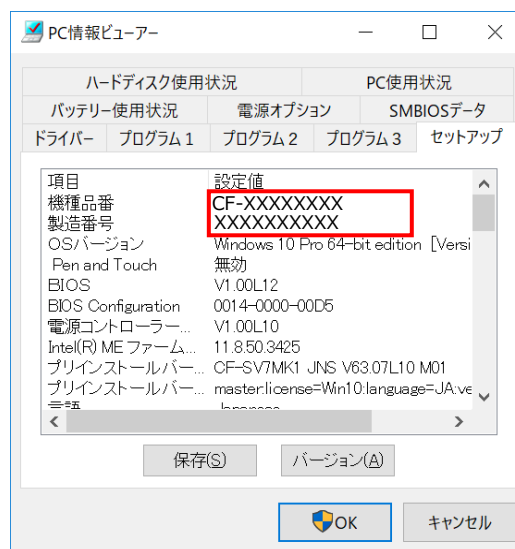 PC情報ビューアー
ハードディスク使用状況 PC使用状況
バッテリー使用状況 電源オプション SMBIOSデータ
ドライバー プログラム1 プログラム2 プログラム3 セットアップ
項目 設定値
機種品番 CF-XXXXXXXX
製造番号 XXXXXXXXXX
OSバージョン Windows 10 Pro 64-bit edition [Versi
Pen and Touch 無効
BIOS V1.00L12
BIOS Configuration 0014-0000-00D5
電源コントローラー... V1.00L10
Intel(R) ME ファーム... 11.8.50.3425
プリインストールバー... CF-SV7MK1 JNS V63.07L10 M01
プリインストールバー... master:license=Win10:language=JA:ve
言語 Japanese
保存(S) バージョン(A)
OK キャンセル